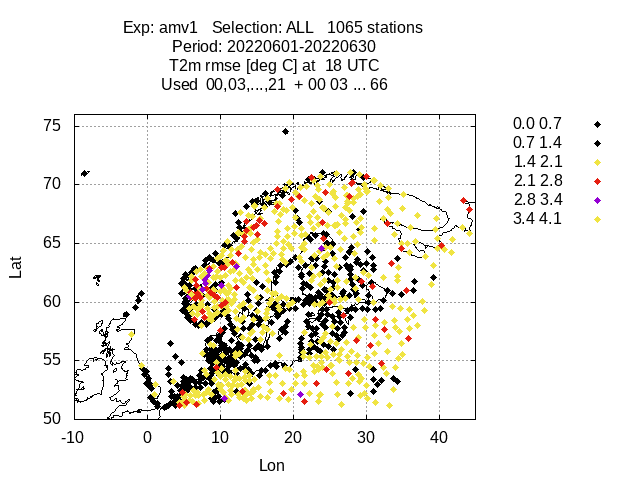 Exp: amv1 Selection: ALL 1065 stations
Period: 20220601-20220630
T2m rmse [deg C] at 18 UTC
Used 00,03,...,21 + 00 03 ... 66
75
70
65
60
55
50
Lat
-10 0 10 20 30 40
Lon
0.0 0.7
0.7 1.4
1.4 2.1
2.1 2.8
2.8 3.4
3.4 4.1